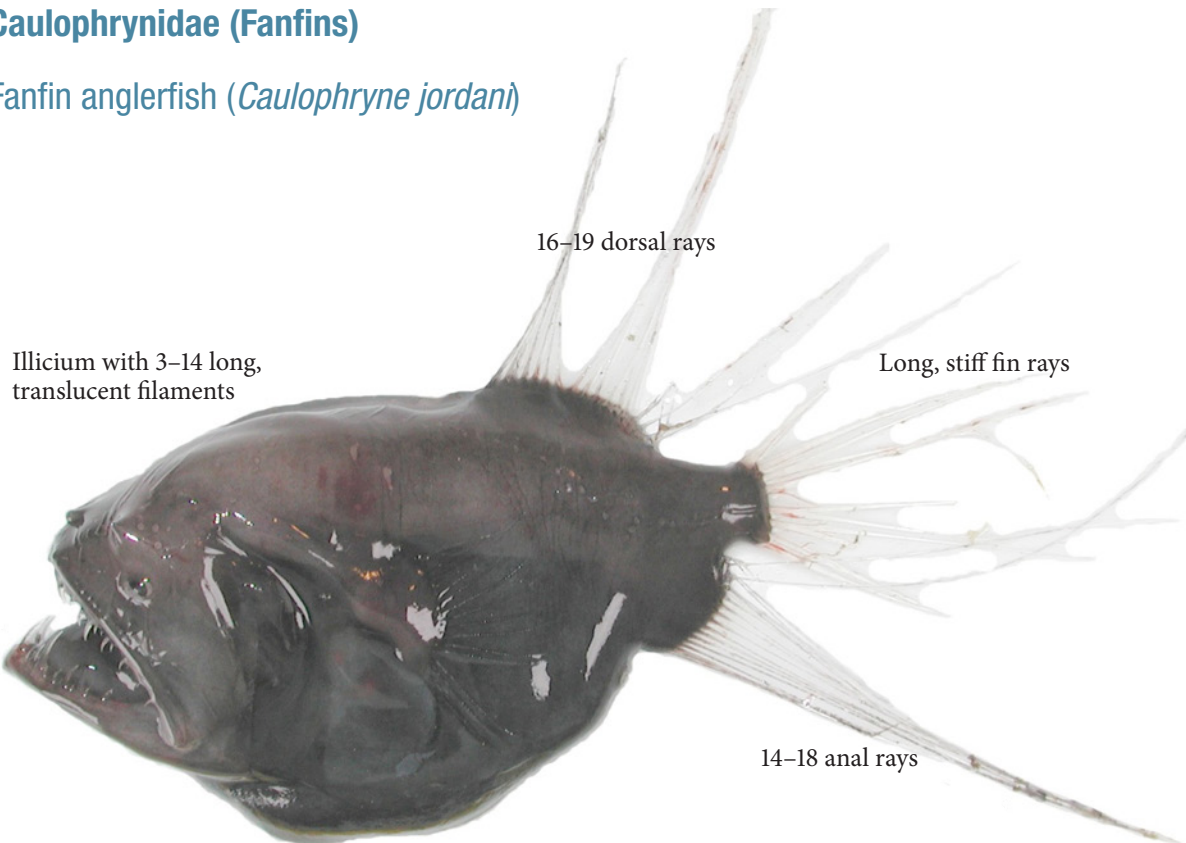 Caulophrynidae (Fanfins)
Fanfin anglerfish (Caulophryne jordani)
16–19 dorsal rays
Illicium with 3–14 long,
translucent filaments
Long, stiff fin rays
14–18 anal rays